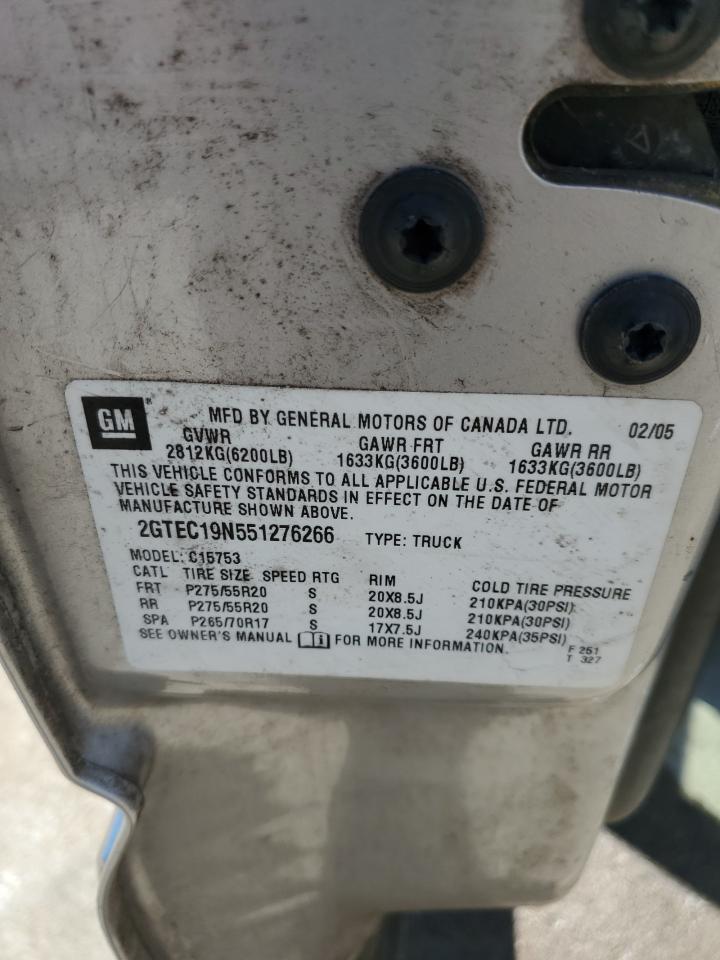 GM® MFD BY GENERAL MOTORS OF CANADA LTD. 02/05
GVWR GAWR FRT GAWR RR
2812KG(6200LB) 1633KG(3600LB) 1633KG(3600LB)
THIS VEHICLE CONFORMS TO ALL APPLICABLE U.S. FEDERAL MOTOR
VEHICLE SAFETY STANDARDS IN EFFECT ON THE DATE OF
MANUFACTURE SHOWN ABOVE.
2GTEC19N551276266 TYPE: TRUCK
MODEL: C15753
CATL TIRE SIZE SPEED RTG RIM COLD TIRE PRESSURE
FRT P275/55R20 S 20X8.5J 210KPA(30PSI)
RR P275/55R20 S 20X8.5J 210KPA(30PSI)
SPA P265/70R17 S 17X7.5J 240KPA(35PSI)
SEE OWNER'S MANUAL i FOR MORE INFORMATION. F 251
T 327